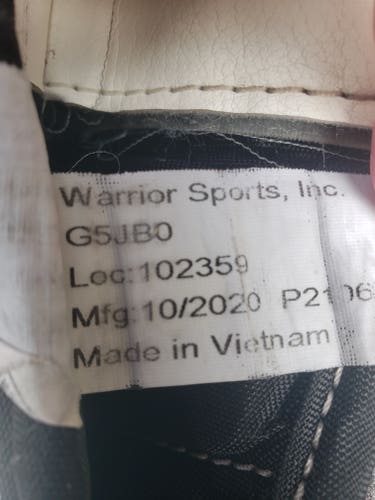 Warrior Sports, Inc.
G5JB0
Loc:102359
Mfg:10/2020
Made in Vietnam